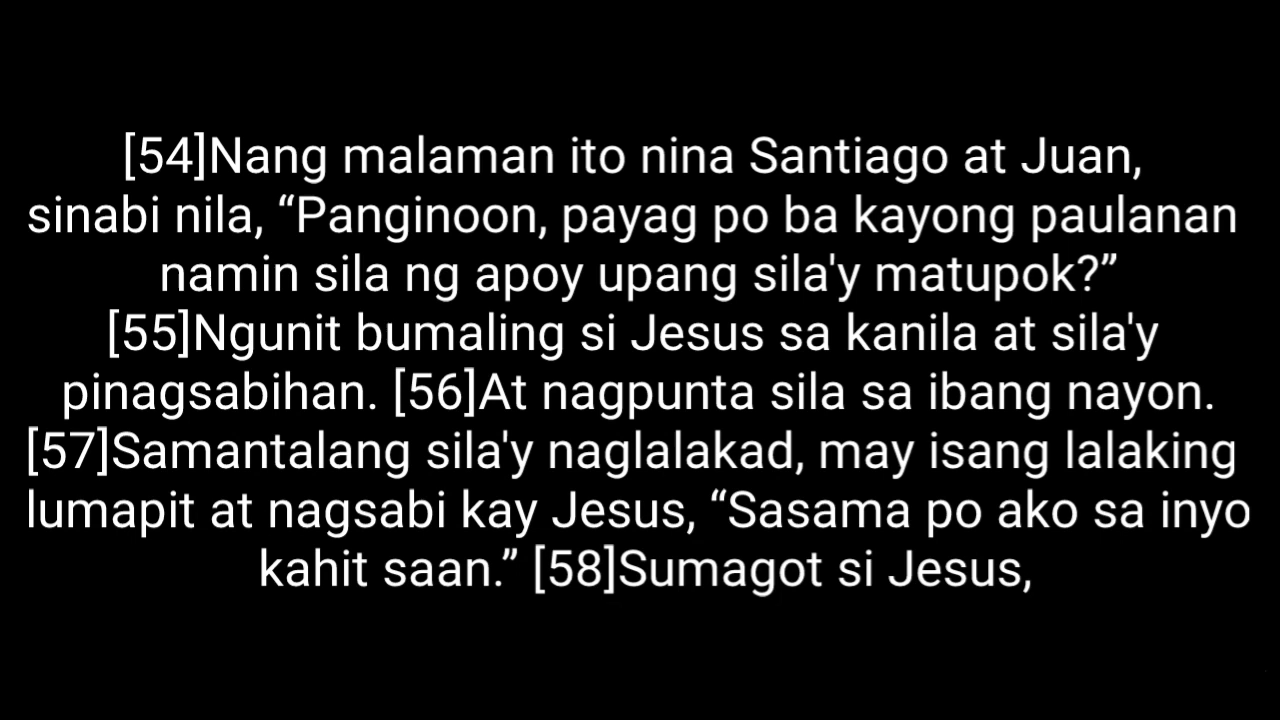 [54]Nang malaman ito nina Santiago at Juan,
sinabi nila, “Panginoon, payag po ba kayong paulanan
namin sila ng apoy upang sila'y matupok?”
[55]Ngunit bumaling si Jesus sa kanila at sila'y
pinagsabihan. [56]At nagpunta sila sa ibang nayon.
[57]Samantalang sila'y naglalakad, may isang lalaking
lumapit at nagsabi kay Jesus, “Sasama po ako sa inyo
kahit saan.” [58]Sumagot si Jesus,